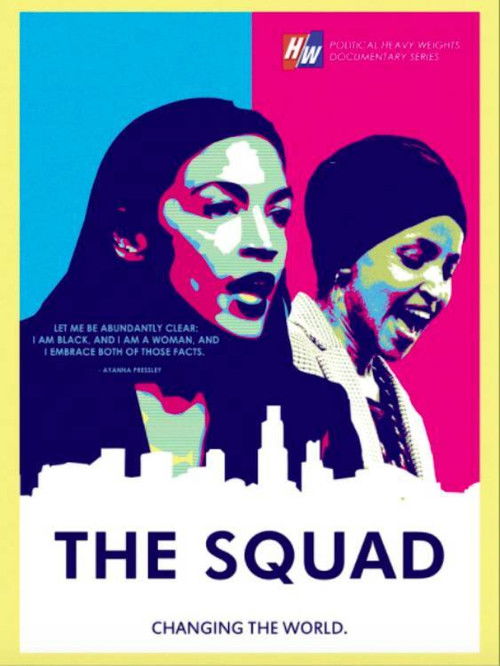 H/W
POLITICAL HEAVY WEIGHTS
DOCUMENTARY SERIES
LET ME BE ABUNDANTLY CLEAR:
I AM BLACK, AND I AM A WOMAN, AND
I EMBRACE BOTH OF THOSE FACTS.
- AYANNA PRESSLEY
THE SQUAD
CHANGING THE WORLD.